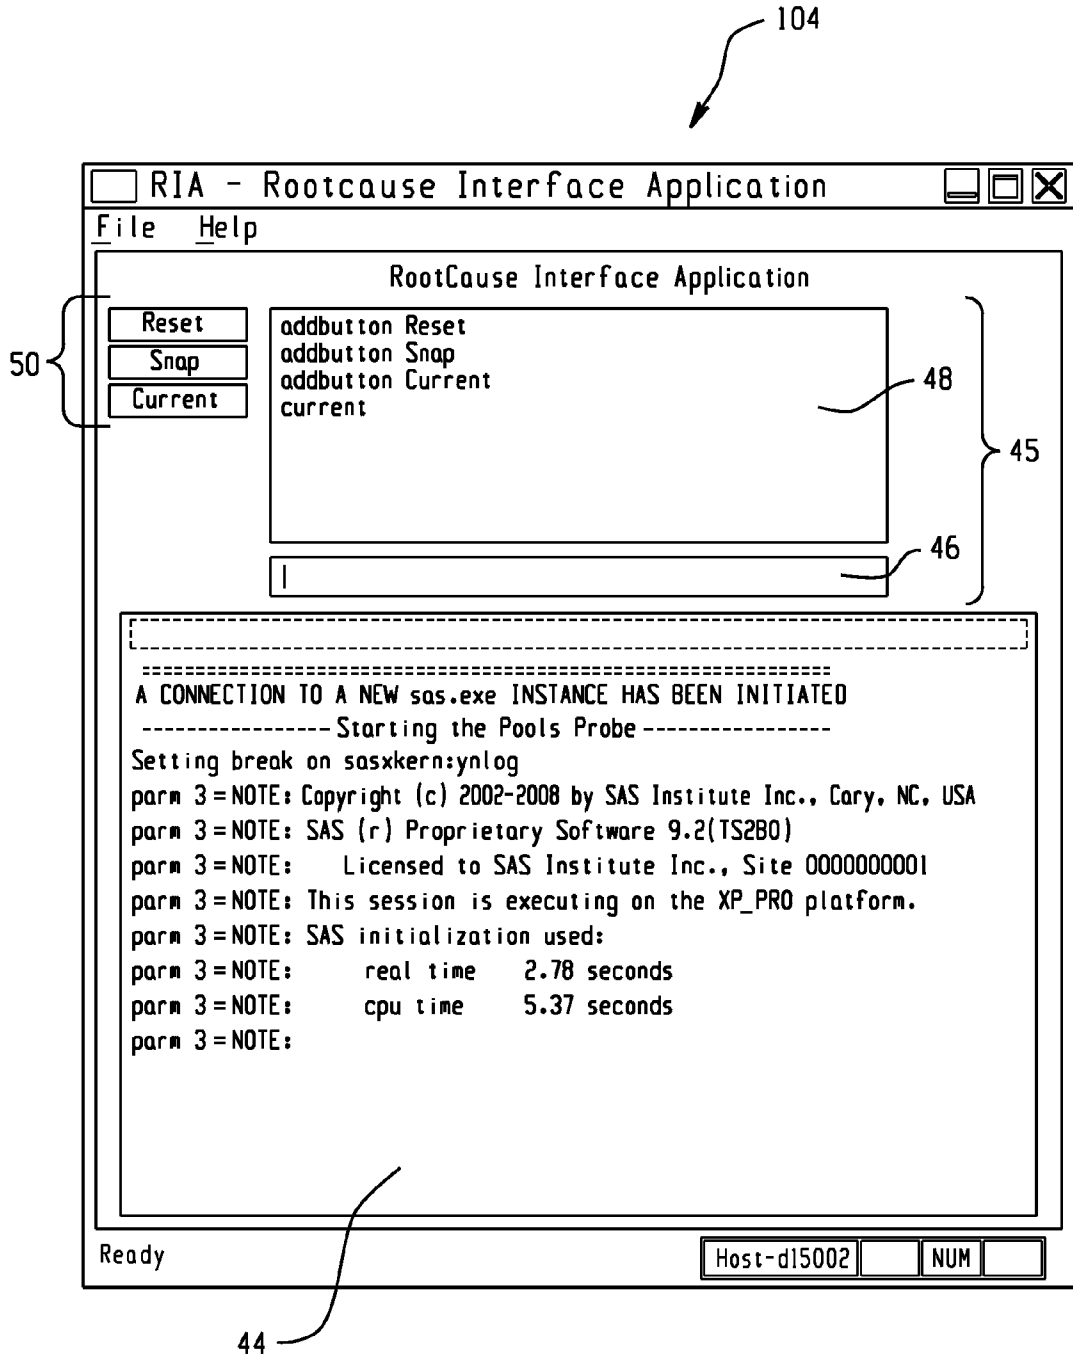 104
RIA - Rootcause Interface Application
File Help
RootCause Interface Application
Reset
Snap
Current
50
addbutton Reset
addbutton Snap
addbutton Current
current
48
45
46
A CONNECTION TO A NEW sas.exe INSTANCE HAS BEEN INITIATED
----------------- Starting the Pools Probe -----------------
Setting break on sasxkern:ynlog
parm 3 = NOTE: Copyright (c) 2002-2008 by SAS Institute Inc., Cary, NC, USA
parm 3 = NOTE: SAS (r) Proprietary Software 9.2(TS2B0)
parm 3 = NOTE: Licensed to SAS Institute Inc., Site 0000000001
parm 3 = NOTE: This session is executing on the XP_PRO platform.
parm 3 = NOTE: SAS initialization used:
parm 3 = NOTE: real time 2.78 seconds
parm 3 = NOTE: cpu time 5.37 seconds
parm 3 = NOTE:
Ready
Host-d15002
NUM
44